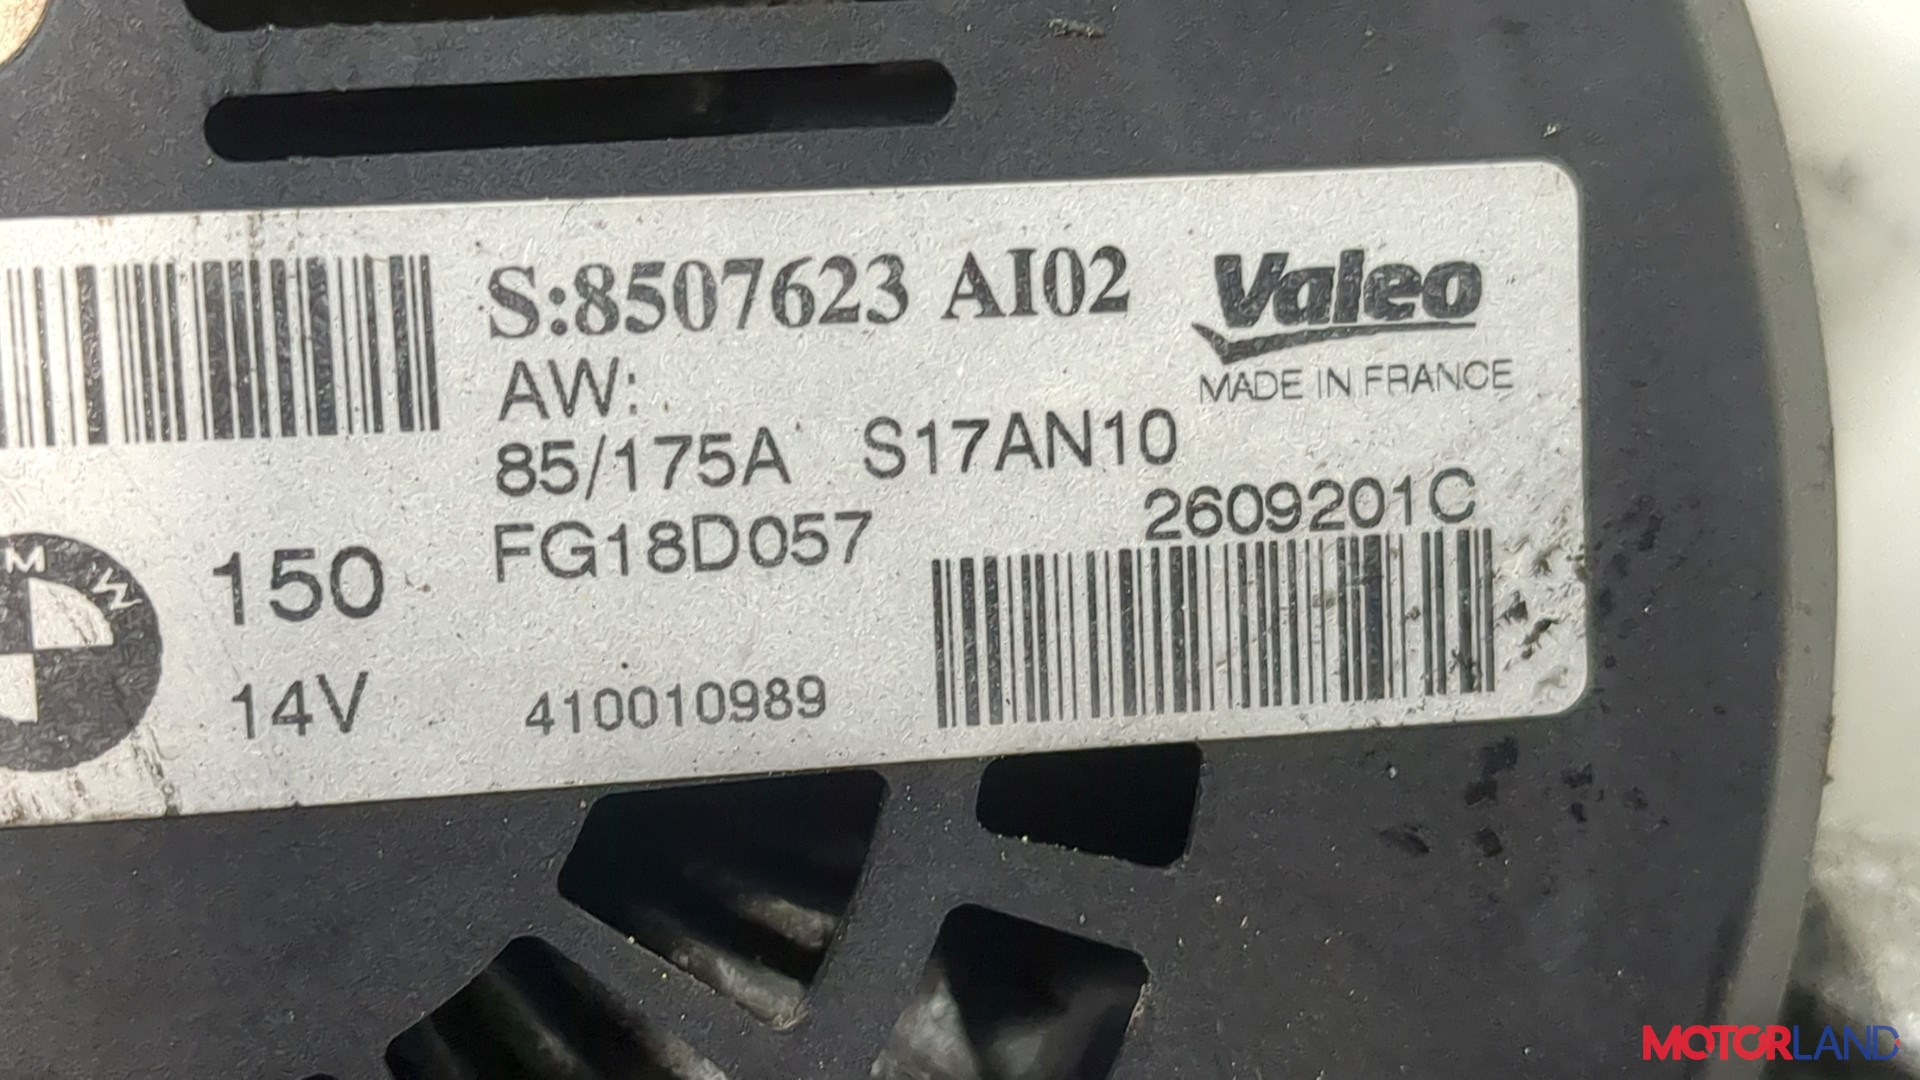 S:8507623 AI02
Valeo
MADE IN FRANCE
AW:
85/175A S17AN10
2609201C
FG18D057
M W
150
14V
410010989
MOTORLAND